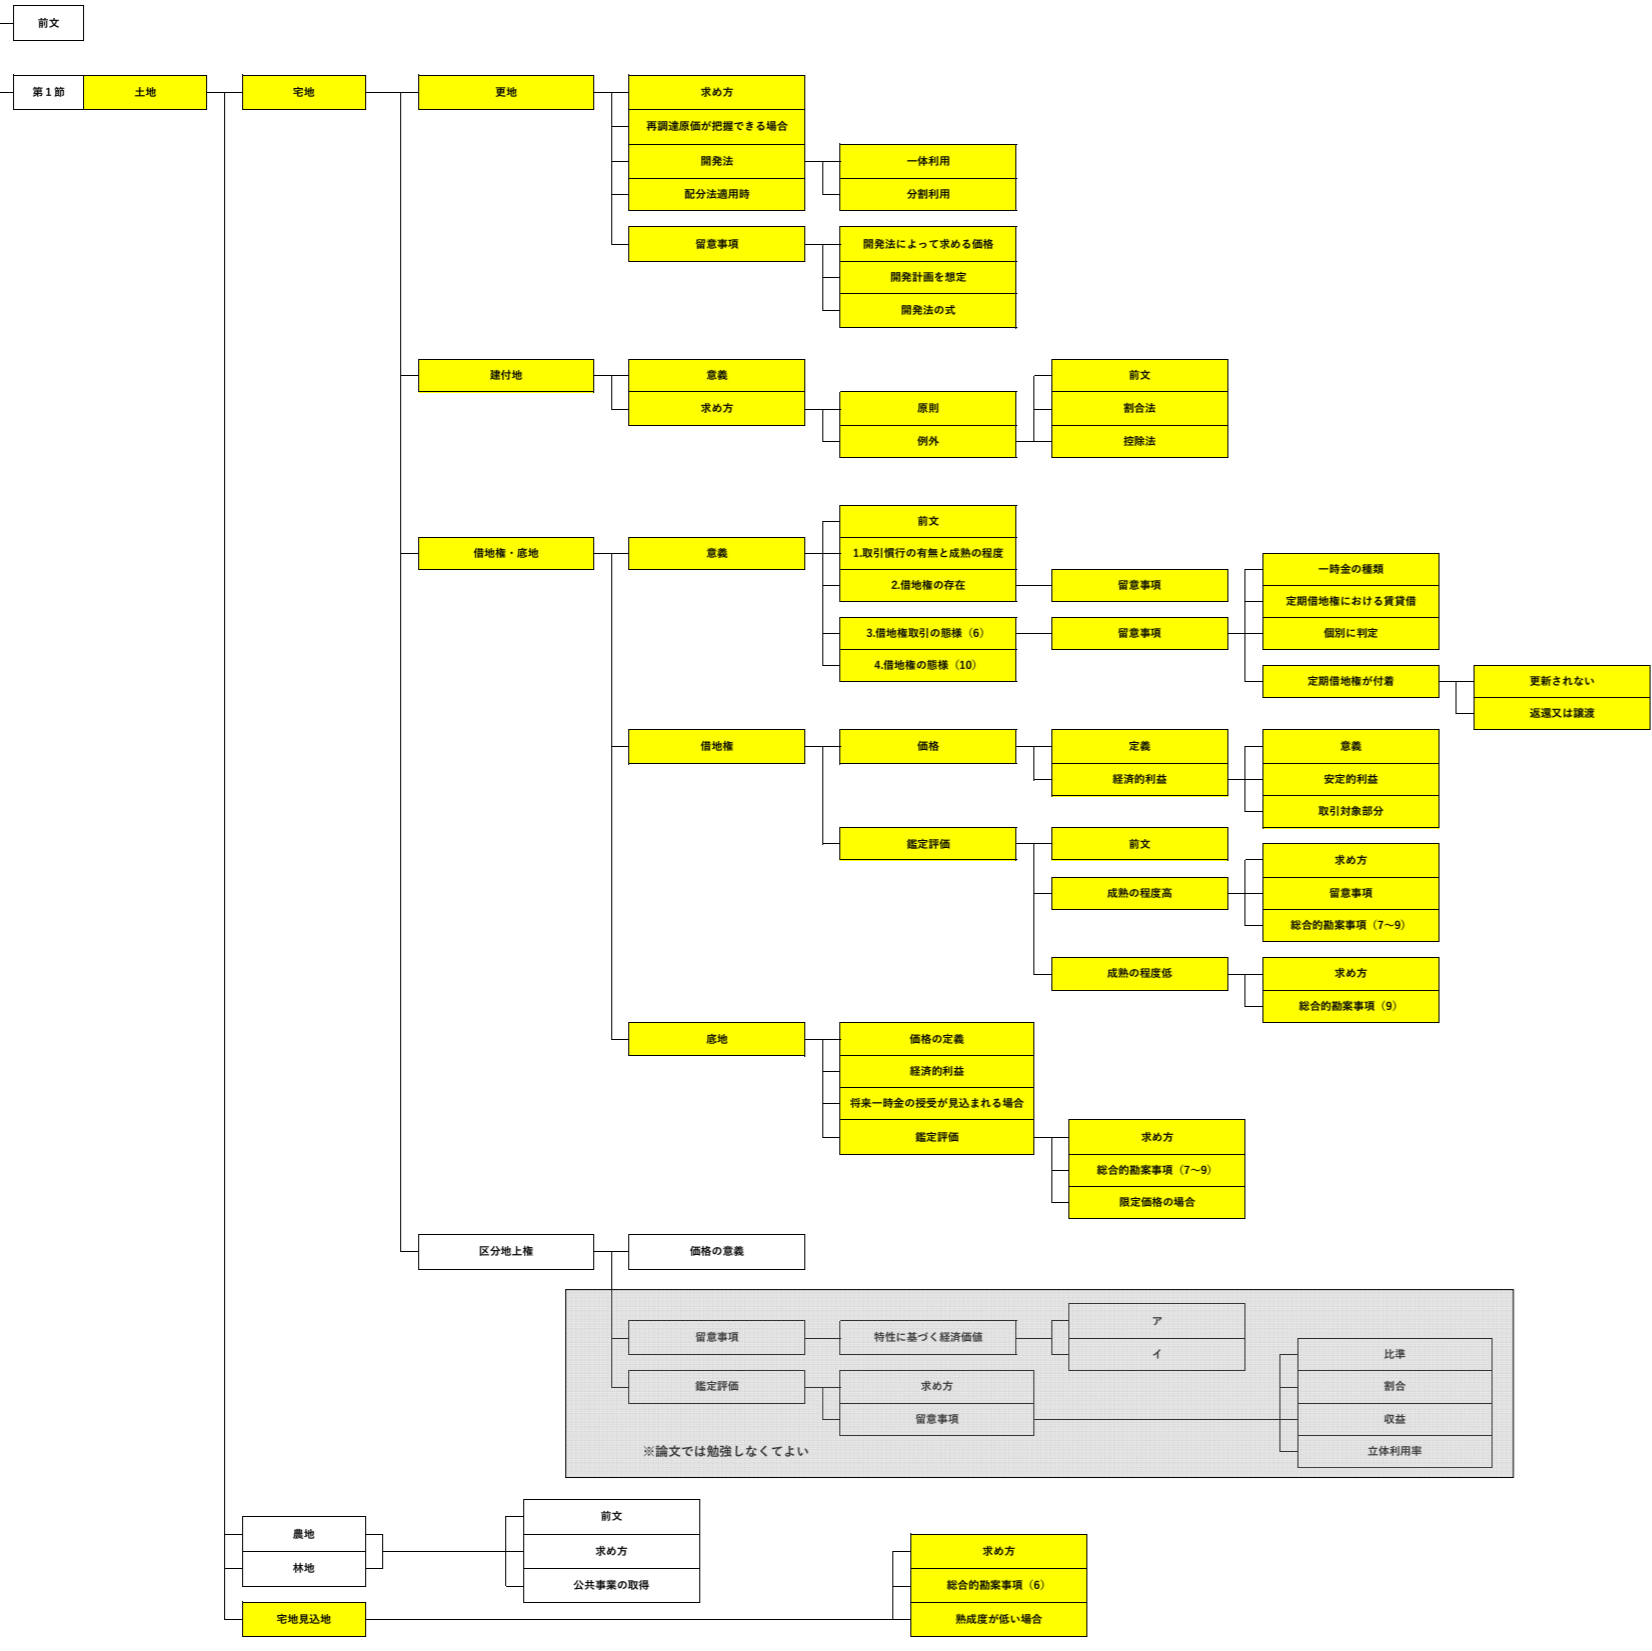 前文
第１節
土地
宅地
更地
求め方
再調達原価が把握できる場合
開発法
一体利用
配分法適用時
分割利用
留意事項
開発法によって求める価格
開発計画を想定
開発法の式
建付地
意義
前文
求め方
原則
割合法
例外
控除法
借地権・底地
意義
前文
1.取引慣行の有無と成熟の程度
2.借地権の存在
留意事項
3.借地権取引の態様（6）
留意事項
4.借地権の態様（10）
一時金の種類
定期借地権における賃貸借
個別に判定
定期借地権が付着
更新されない
返還又は譲渡
借地権
価格
定義
意義
経済的利益
安定的利益
取引対象部分
鑑定評価
前文
成熟の程度高
求め方
留意事項
総合的勘案事項（7～9）
成熟の程度低
求め方
総合的勘案事項（9）
底地
価格の定義
経済的利益
将来一時金の授受が見込まれる場合
鑑定評価
求め方
総合的勘案事項（7～9）
限定価格の場合
区分地上権
価格の意義
留意事項
特性に基づく経済価値
ア
イ
鑑定評価
求め方
留意事項
比準
割合
収益
立体利用率
※論文では勉強しなくてよい
農地
林地
前文
求め方
公共事業の取得
宅地見込地
求め方
総合的勘案事項（6）
熟成度が低い場合